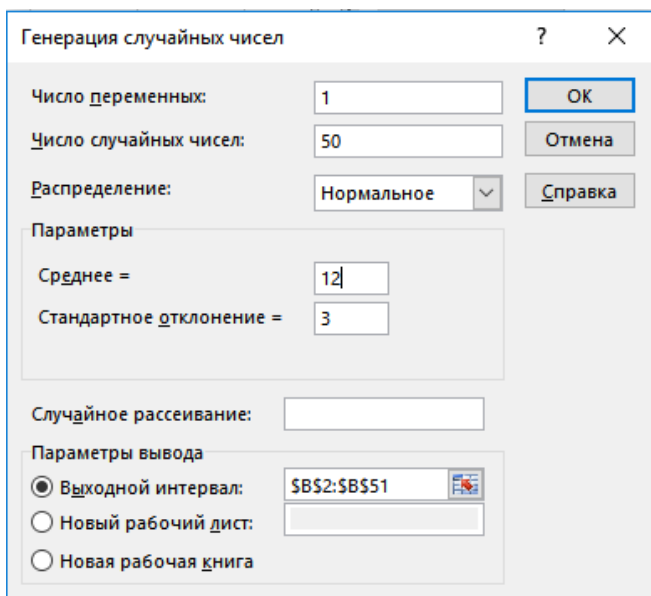 Генерация случайных чисел ? ×
Число переменных: 1 ОК
Число случайных чисел: 50 Отмена
Распределение: Нормальное Справка
Параметры
Среднее = 12
Стандартное отклонение = 3
Случайное рассеивание:
Параметры вывода
Выходной интервал: $B$2:$B$51
Новый рабочий лист:
Новая рабочая книга